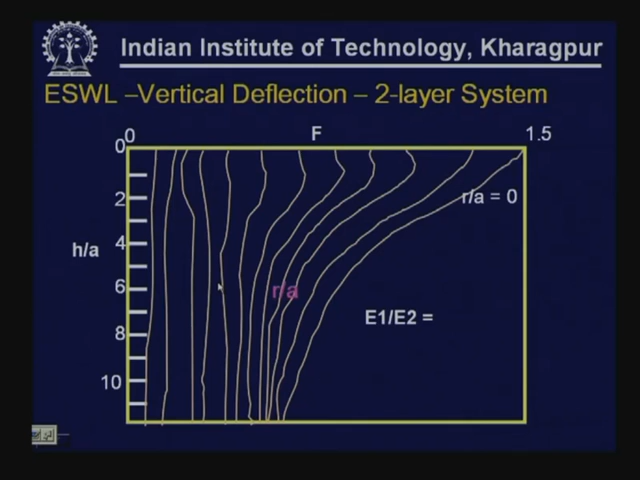 Indian Institute of Technology, Kharagpur
ESWL –Vertical Deflection – 2-layer System
0 F 1.5
0
r/a = 0
2
4
h/a
6
r/a
E1/E2 =
8
10